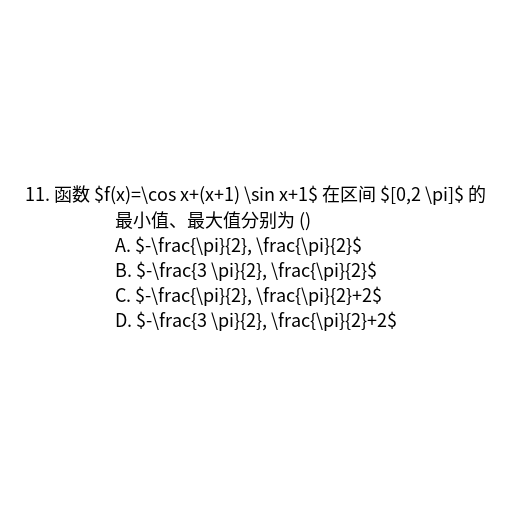 11. 函数 $f(x)=\cos x+(x+1) \sin x+1$ 在区间 $[0,2 \pi]$ 的
最小值、最大值分别为 ()
A. $-\frac{\pi}{2}, \frac{\pi}{2}$
B. $-\frac{3 \pi}{2}, \frac{\pi}{2}$
C. $-\frac{\pi}{2}, \frac{\pi}{2}+2$
D. $-\frac{3 \pi}{2}, \frac{\pi}{2}+2$